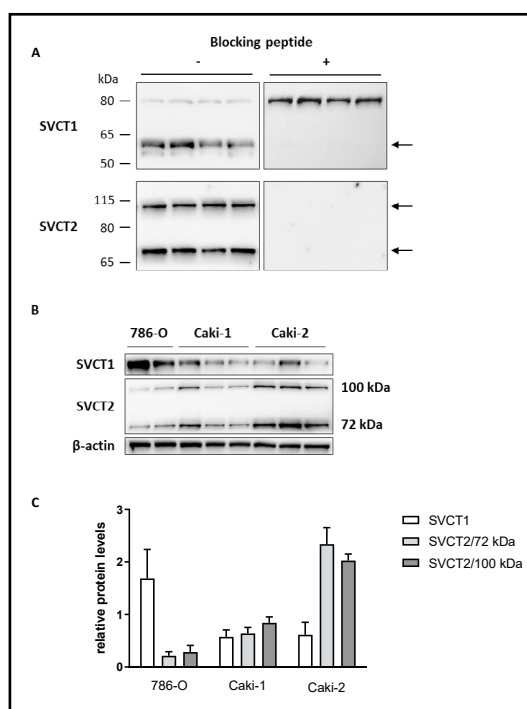 Blocking peptide
A
- +
kDa
80
SVCT1
65
50
115
SVCT2
80
65
B
786-O Caki-1 Caki-2
SVCT1
100 kDa
SVCT2
72 kDa
β-actin
C
3
2
1
0
relative protein levels
786-O Caki-1 Caki-2
SVCT1
SVCT2/72 kDa
SVCT2/100 kDa